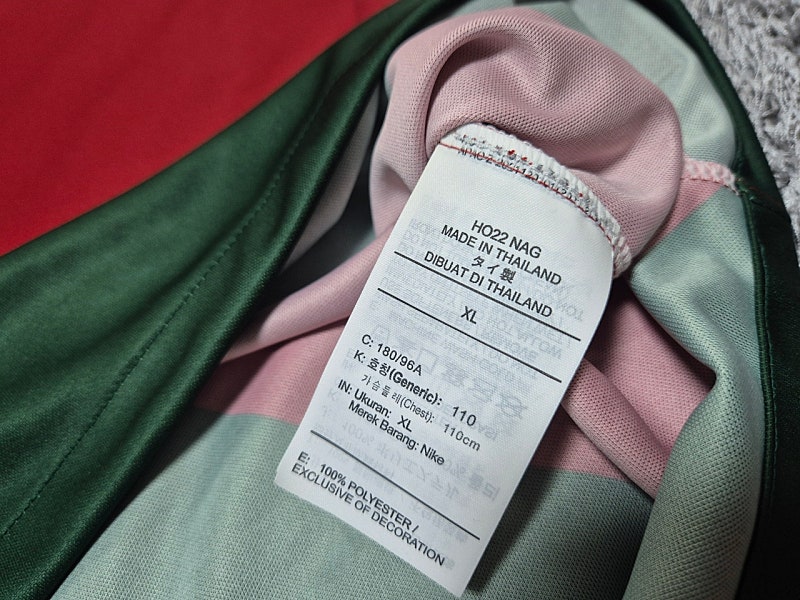 HO22 NAG
MADE IN THAILAND
タイ製
DIBUAT DI THAILAND
XL
C: 180/96A
K: 호칭(Generic): 110
가슴둘레(Chest): 110cm
IN: Ukuran: XL
Merek Barang: Nike
E: 100% POLYESTER /
EXCLUSIVE OF DECORATION